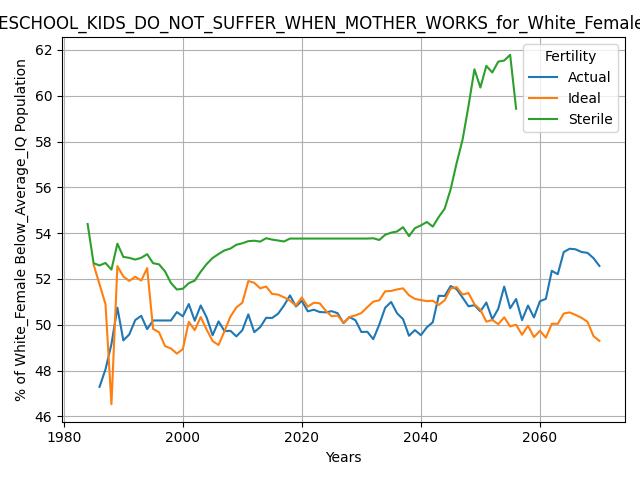 ESCHOOL_KIDS_DO_NOT_SUFFER_WHEN_MOTHER_WORKS_for_White_Female
% of White_Female Below_Average_IQ Population
62
60
58
56
54
52
50
48
46
Fertility
Actual
Ideal
Sterile
1980
2000
2020
2040
2060
Years